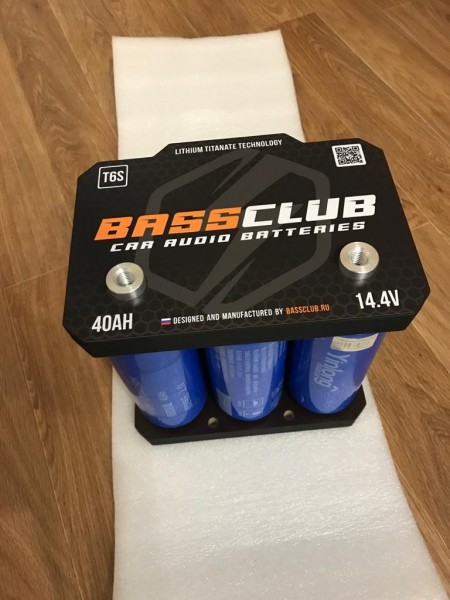 LITHIUM TITANATE TECHNOLOGY
T6S
BASSCLUB
CAR AUDIO BATTERIES
14.4V
40AH
DESIGNED AND MANUFACTURED BY BASSCLUB.RU
Yinlong